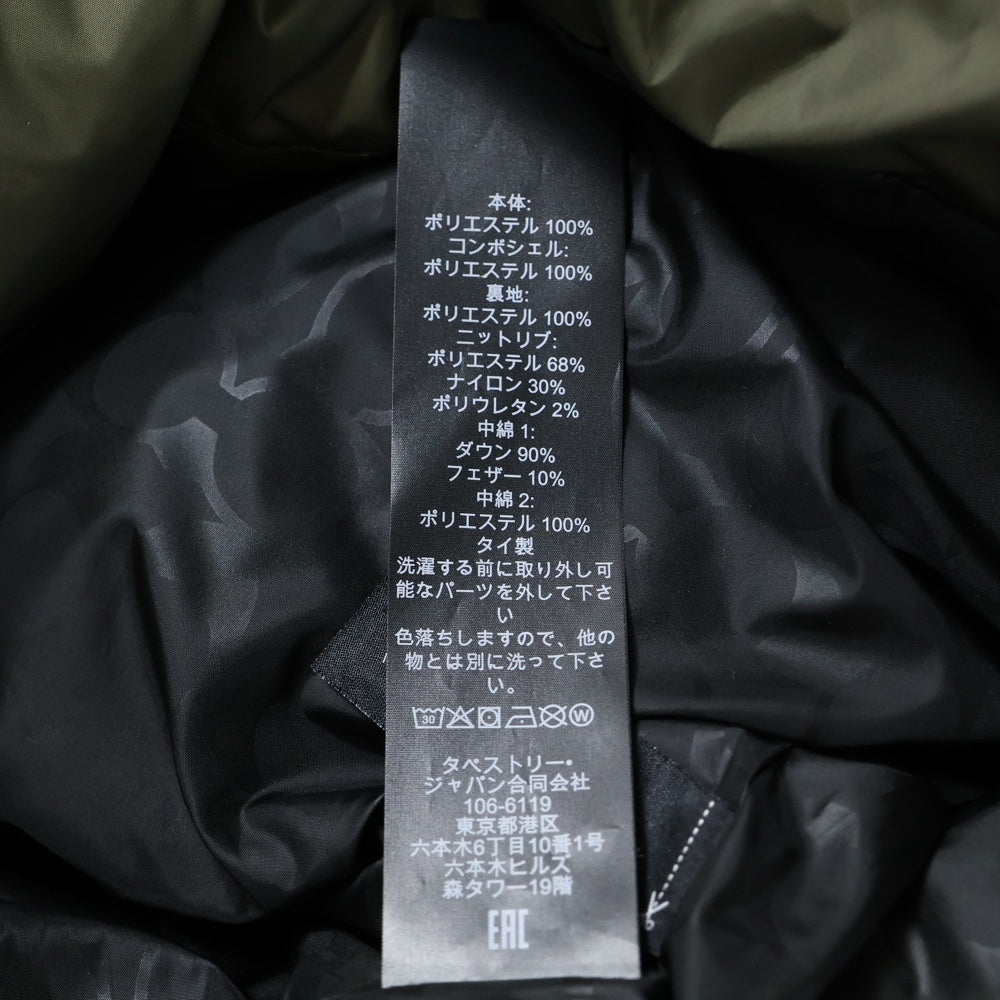 本体:
ポリエステル 100%
コンボシェル:
ポリエステル 100%
裏地:
ポリエステル 100%
ニットリブ:
ポリエステル 68%
ナイロン 30%
ポリウレタン 2%
中綿 1:
ダウン 90%
フェザー 10%
中綿 2:
ポリエステル 100%
タイ製
洗濯する前に取り外し可
能なパーツを外して下さ
い
色落ちしますので、他の
物とは別に洗って下さ
い。
30 W
タペストリー•
ジャパン合同会社
106-6119
東京都港区
六本木6丁目10番1号
六本木ヒルズ
森タワー19階
EAC